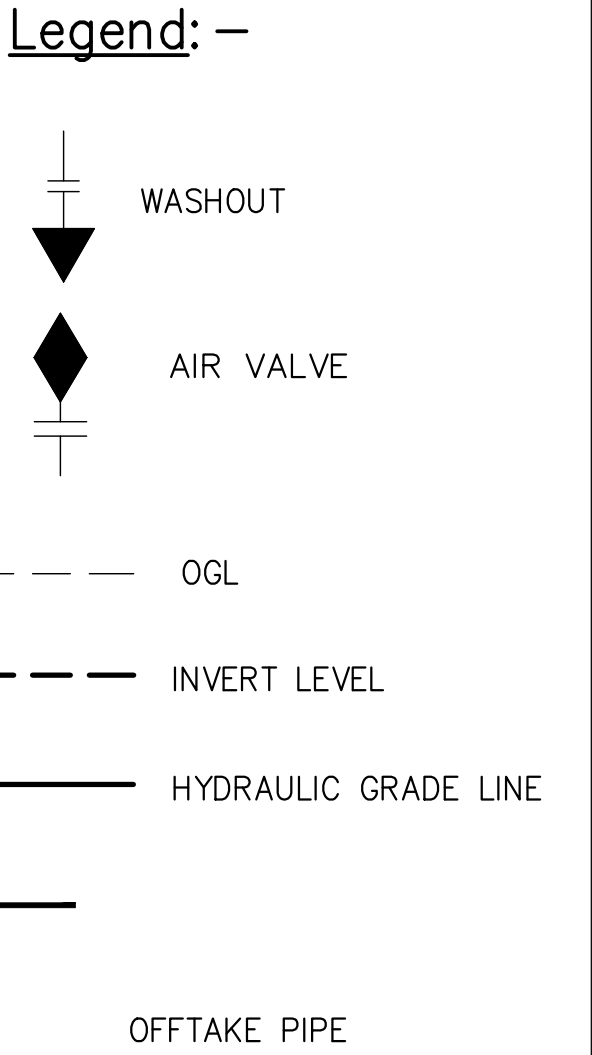 Legend: –
WASHOUT
AIR VALVE
OGL
INVERT LEVEL
HYDRAULIC GRADE LINE
OFFTAKE PIPE